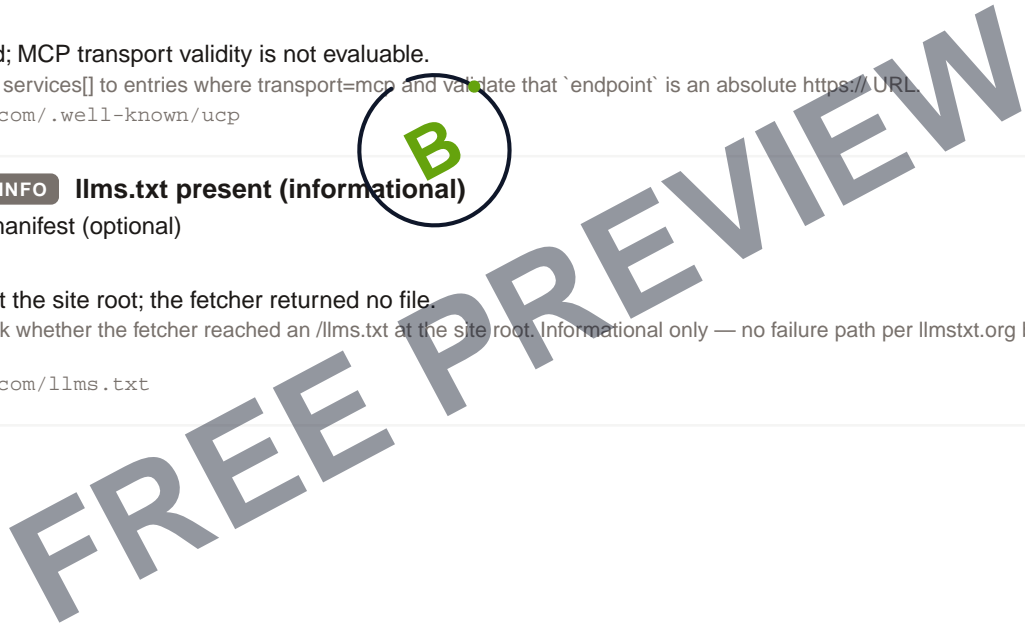 d; MCP transport validity is not evaluable.
services[] to entries where transport=mcp and validate that `endpoint` is an absolute https:// URL.
com/.well-known/ucp
B
INFO llms.txt present (informational)
manifest (optional)
t the site root; the fetcher returned no file.
k whether the fetcher reached an /llms.txt at the site root. Informational only — no failure path per llmstxt.org
com/llms.txt
FREE PREVIEW